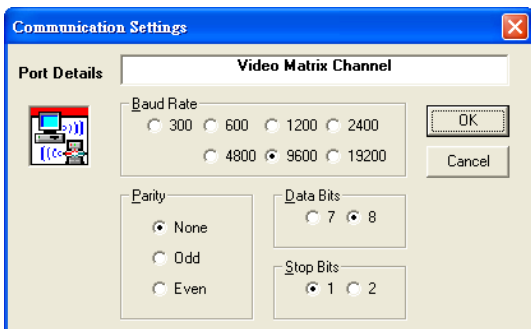 Communication Settings
Port Details
Video Matrix Channel
Baud Rate
300 600 1200 2400
4800 9600 19200
OK
Cancel
Parity
None
Odd
Even
Data Bits
7 8
Stop Bits
1 2